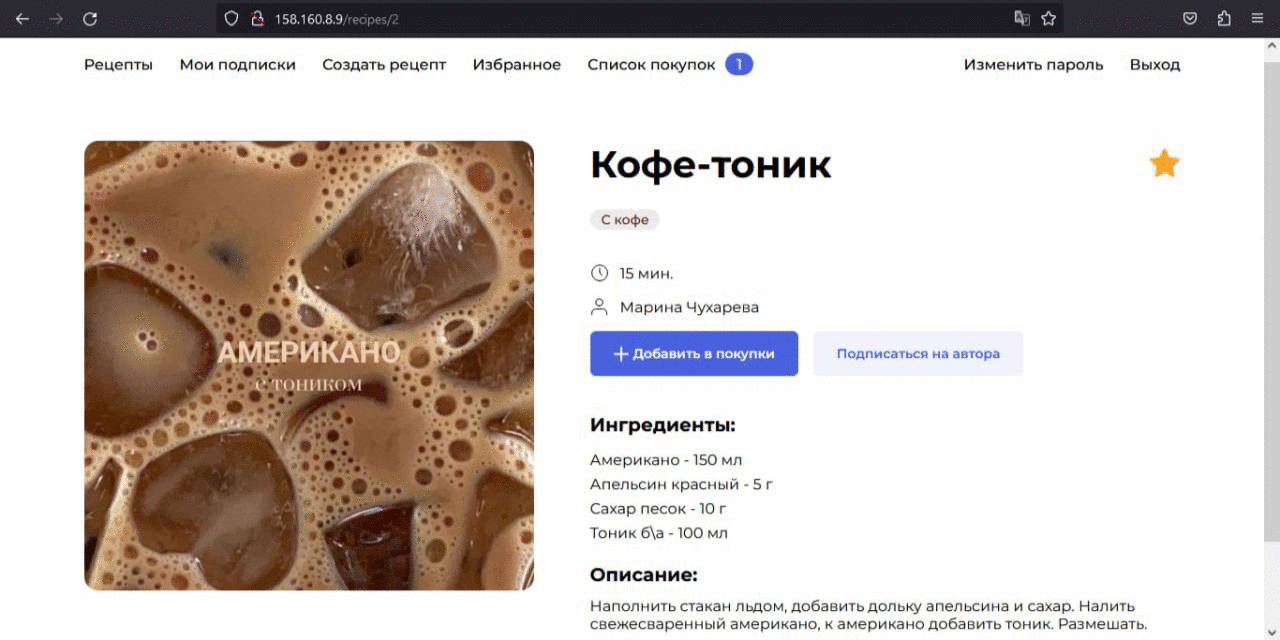 158.160.8.9/recipes/2
Рецепты Мои подписки Создать рецепт Избранное Список покупок 1 Изменить пароль Выход
Кофе-тоник
С кофе
15 мин.
Марина Чухарева
Добавить в покупки Подписаться на автора
АМЕРИКАНО
с тоником
Ингредиенты:
Американо - 150 мл
Апельсин красный - 5 г
Сахар песок - 10 г
Тоник б\а - 100 мл
Описание:
Наполнить стакан льдом, добавить дольку апельсина и сахар. Налить
свежесваренный американо, к американо добавить тоник. Размешать.